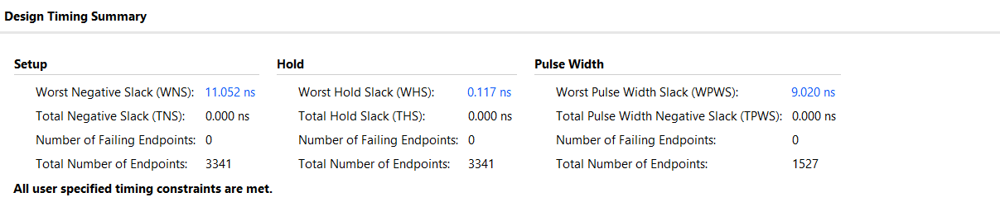 Design Timing Summary
Setup Hold Pulse Width
Worst Negative Slack (WNS): 11.052 ns Worst Hold Slack (WHS): 0.117 ns Worst Pulse Width Slack (WPWS): 9.020 ns
Total Negative Slack (TNS): 0.000 ns Total Hold Slack (THS): 0.000 ns Total Pulse Width Negative Slack (TPWS): 0.000 ns
Number of Failing Endpoints: 0 Number of Failing Endpoints: 0 Number of Failing Endpoints: 0
Total Number of Endpoints: 3341 Total Number of Endpoints: 3341 Total Number of Endpoints: 1527
All user specified timing constraints are met.